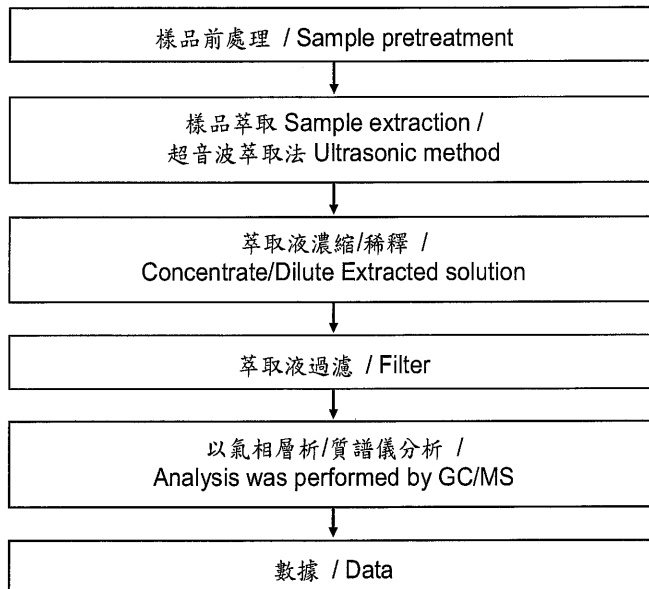 樣品前處理 / Sample pretreatment
樣品萃取 Sample extraction /
超音波萃取法 Ultrasonic method
萃取液濃縮/稀釋 /
Concentrate/Dilute Extracted solution
萃取液過濾 / Filter
以氣相層析/質譜儀分析 /
Analysis was performed by GC/MS
數據 / Data